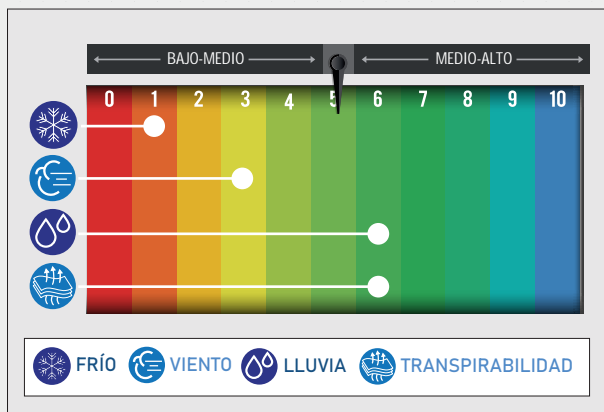 BAJO-MEDIO MEDIO-ALTO
0 1 2 3 4 5 6 7 8 9 10
FRÍO VIENTO LLUVIA TRANSPIRABILIDAD